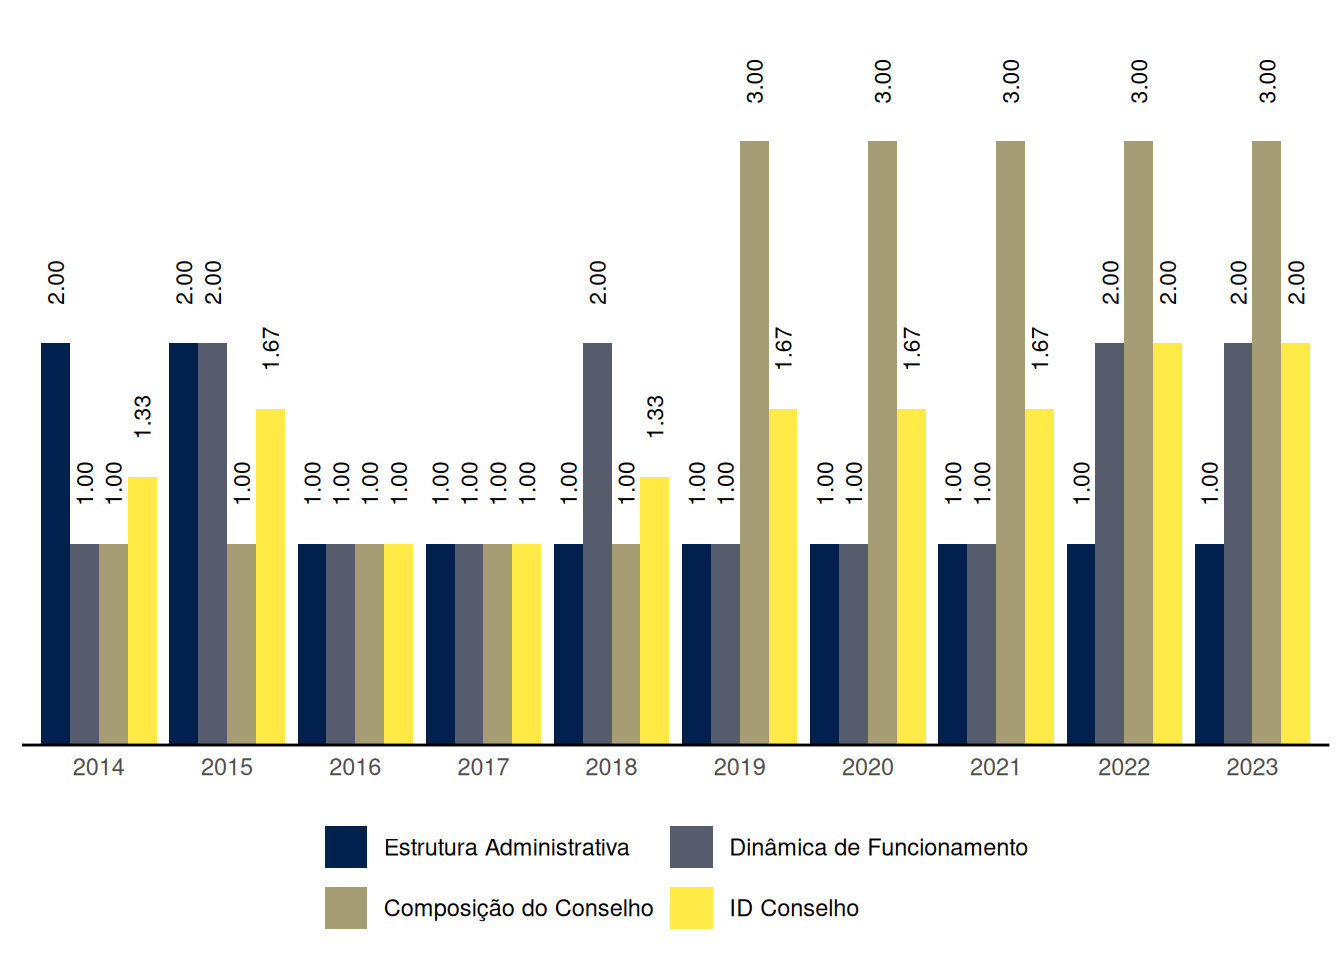 3.00 3.00 3.00 3.00 3.00
2.00 2.00 2.00 2.00 2.00 2.00 2.00 2.00
1.67 1.67 1.67 1.67
1.33 1.33
1.00 1.00 1.00 1.00 1.00 1.00 1.00 1.00 1.00 1.00 1.00 1.00 1.00 1.00 1.00 1.00 1.00 1.00 1.00 1.00 1.00
2014 2015 2016 2017 2018 2019 2020 2021 2022 2023
Estrutura Administrativa Dinâmica de Funcionamento
Composição do Conselho ID Conselho